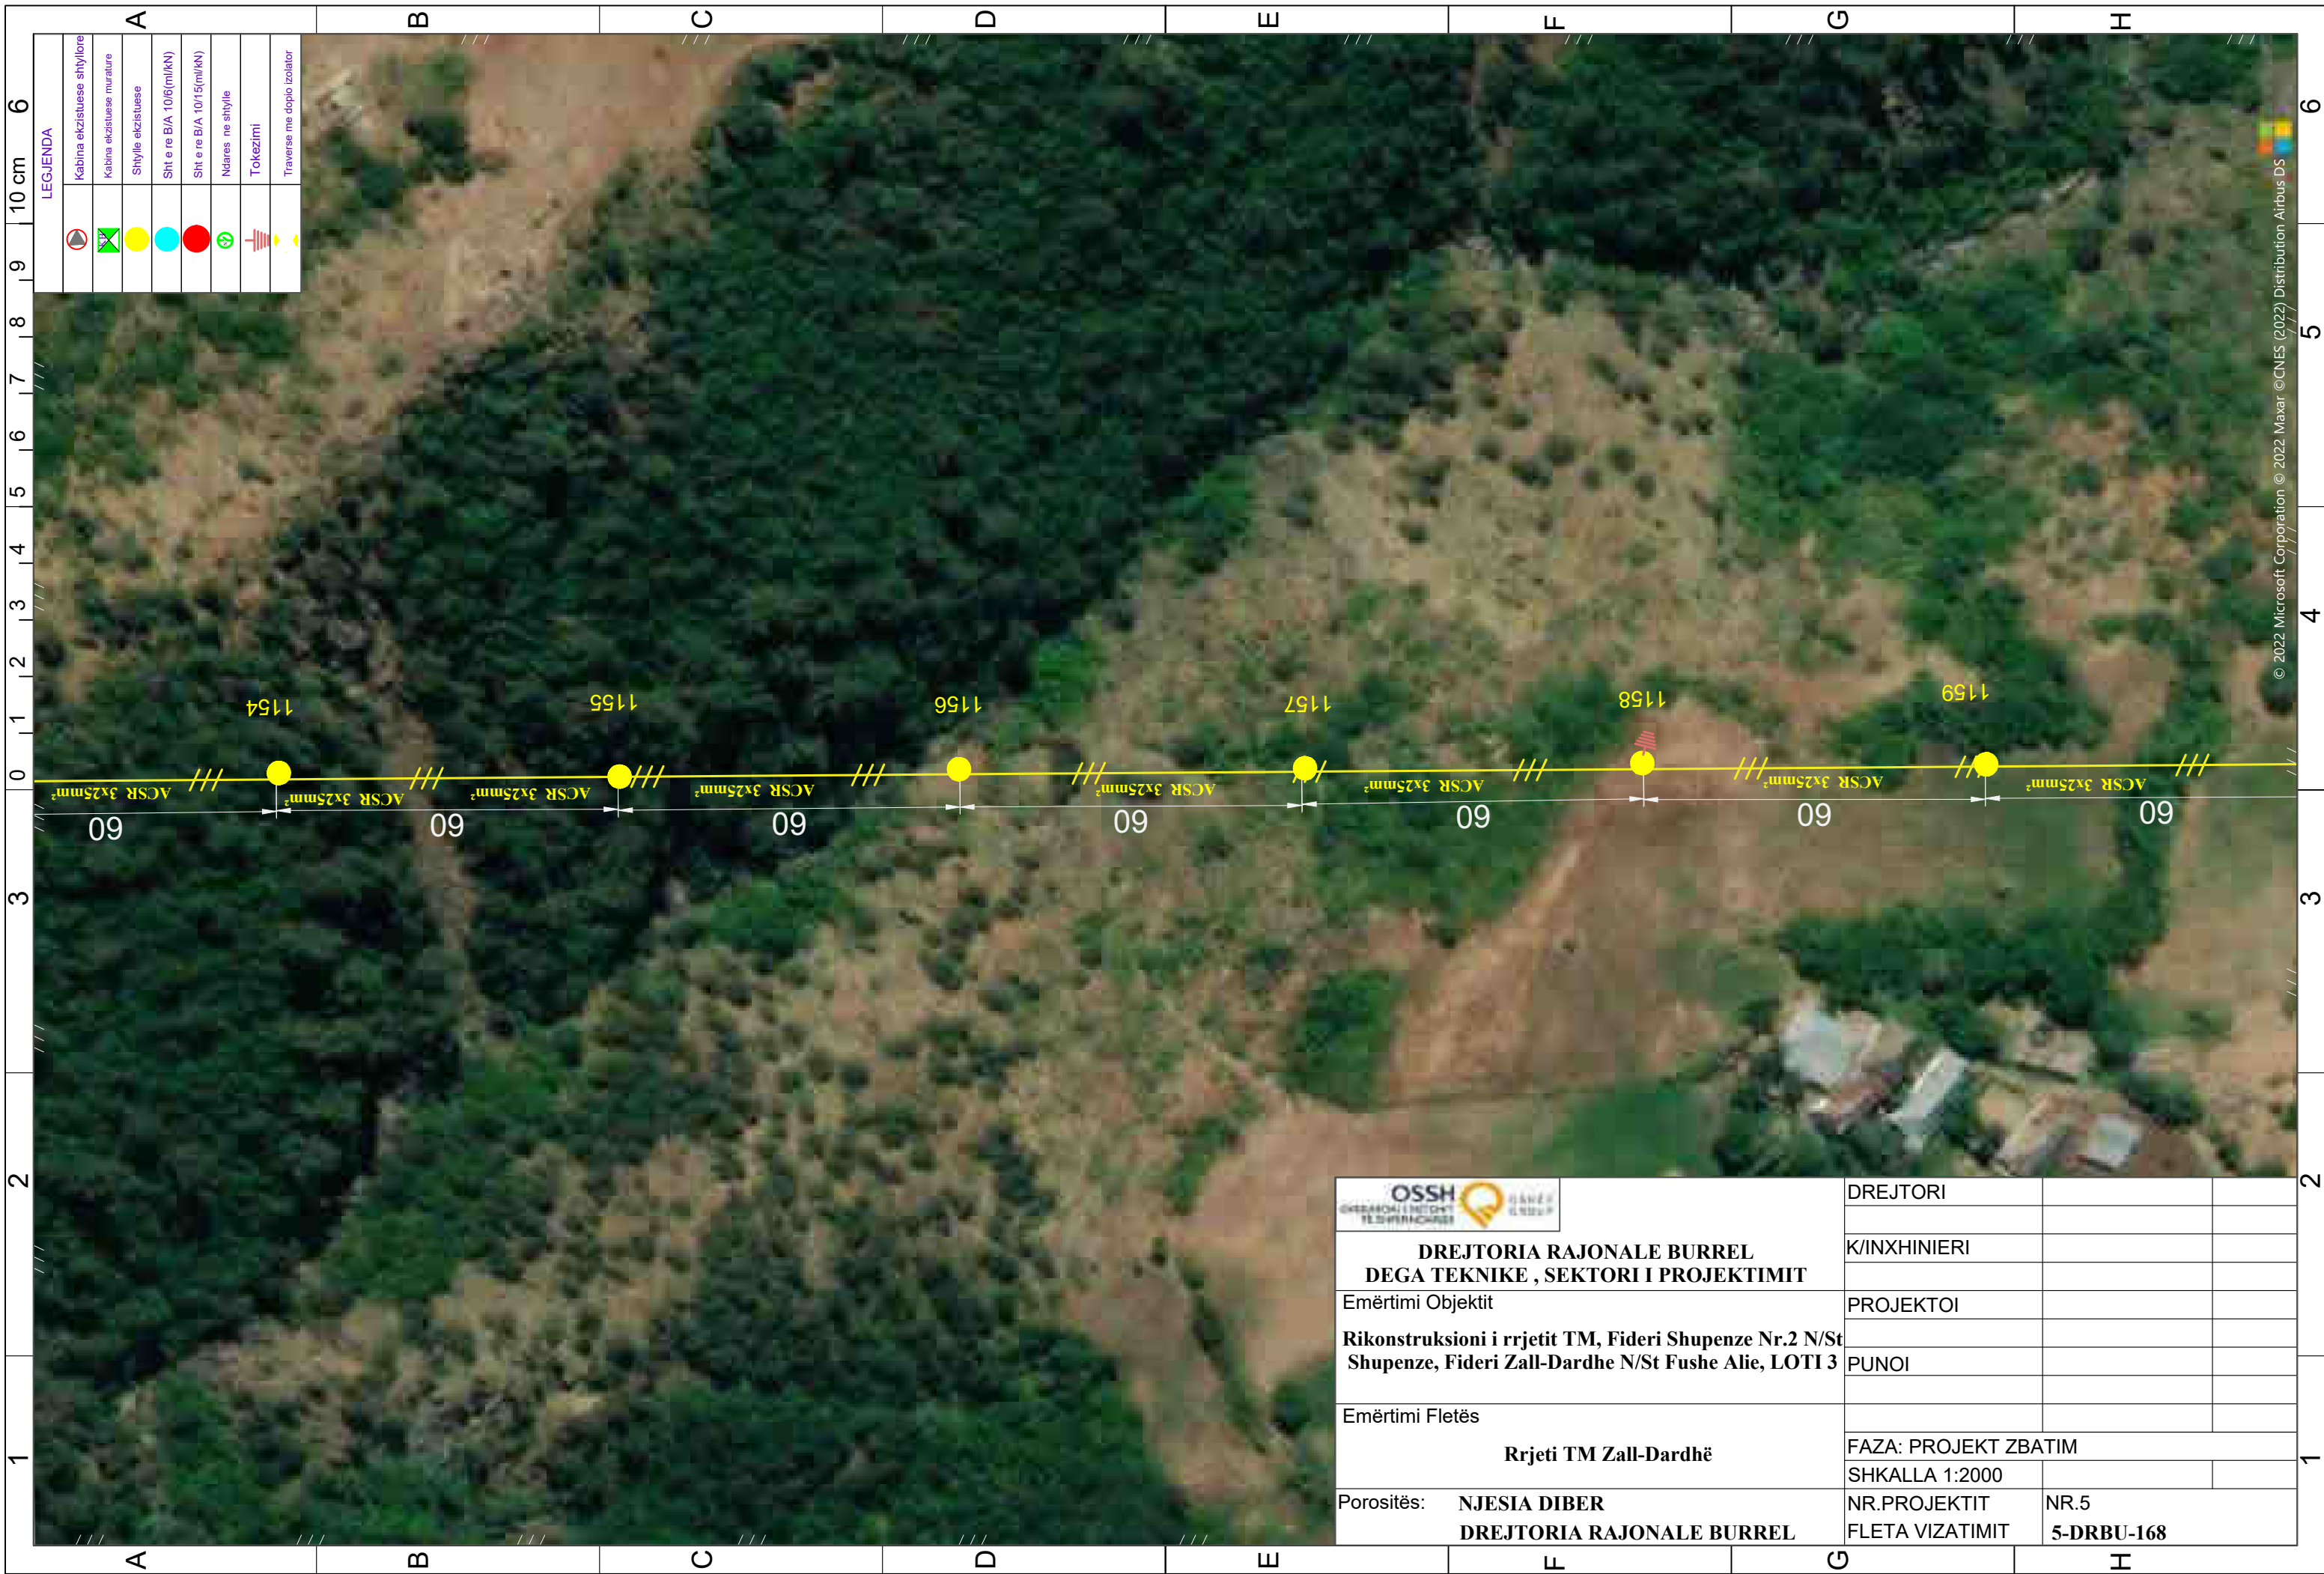 A B C D E F G H
6 5 4 3 2 1
10 cm 9 8 7 6 5 4 3 2 1 0
LEGJENDA
Kabina ekzistuese shtyllore
Kabina ekzistuese murature
Shtylle ekzistuese
Sht e re B/A 10/6(ml/kN)
Sht e re B/A 10/15(ml/kN)
Ndares ne shtylle
Tokezimi
Traverse me dopio izolator
© 2022 Microsoft Corporation © 2022 Maxar ©CNES (2022) Distribution Airbus DS
1154 1155 1156 1157 1158 1159
ACSR 3x25mm² ACSR 3x25mm² ACSR 3x25mm² ACSR 3x25mm² ACSR 3x25mm² ACSR 3x25mm² ACSR 3x25mm² ACSR 3x25mm²
60 60 60 60 60 60 60
OSSH
DREJTORIA RAJONALE BURREL
DEGA TEKNIKE , SEKTORI I PROJEKTIMIT
Emërtimi Objektit
Rikonstruksioni i rrjetit TM, Fideri Shupenze Nr.2 N/St
Shupenze, Fideri Zall-Dardhe N/St Fushe Alie, LOTI 3
Emërtimi Fletës
Rrjeti TM Zall-Dardhë
Porositës: NJESIA DIBER
DREJTORIA RAJONALE BURREL
DREJTORI
K/INXHINIERI
PROJEKTOI
PUNOI
FAZA: PROJEKT ZBATIM
SHKALLA 1:2000
NR.PROJEKTIT NR.5
FLETA VIZATIMIT 5-DRBU-168
A B C D E F G H
6 5 4 3 2 1